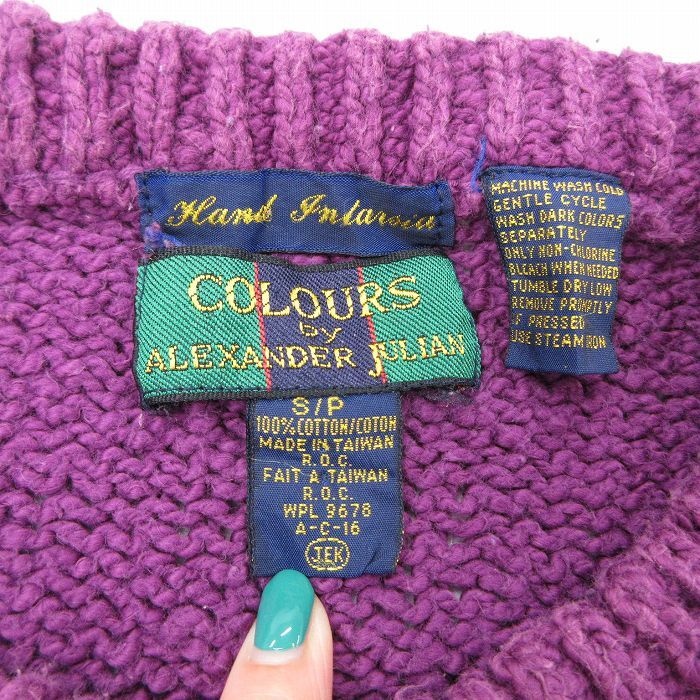 Hand Intarsia
COLOURS
by
ALEXANDER JULIAN
S/P
100% COTTON/COTON
MADE IN TAIWAN
R.O.C.
FAIT A TAIWAN
R.O.C.
WPL 9678
A-C-16
J.E.K
MACHINE WASH COLD
GENTLE CYCLE
WASH DARK COLORS
SEPARATELY
ONLY NON-CHLORINE
BLEACH WHEN NEEDED
TUMBLE DRY LOW
REMOVE PROMPTLY
IF PRESSED
USE STEAM IRON